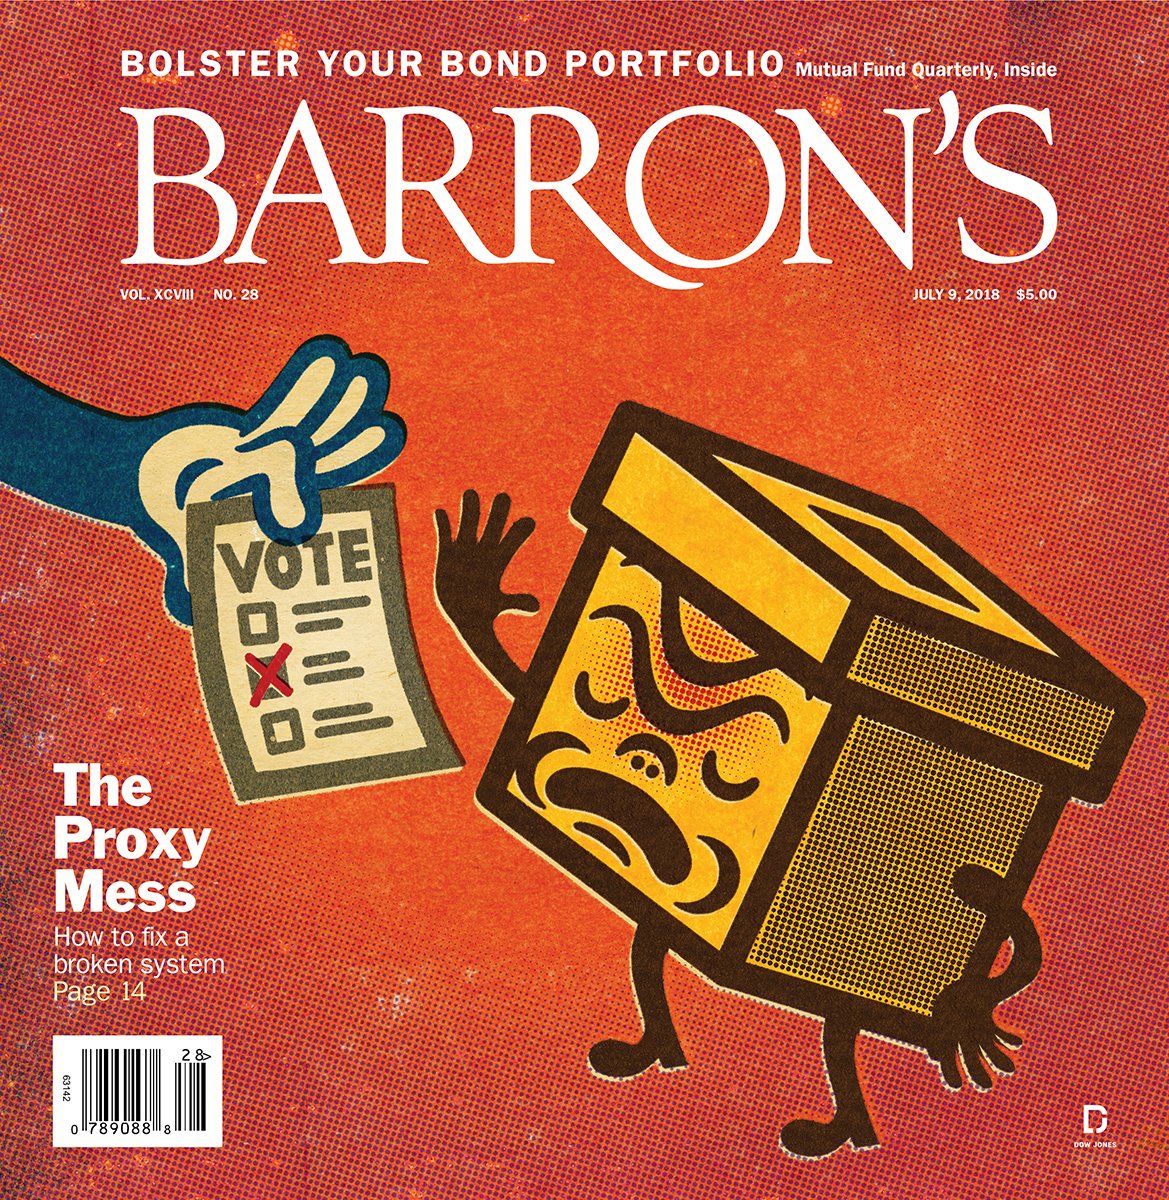 BOLSTER YOUR BOND PORTFOLIO Mutual Fund Quarterly, Inside
BARRON'S
VOL. XCVIII NO. 28 JULY 9, 2018 $5.00
VOTE
The
Proxy
Mess
How to fix a
broken system
Page 14
28>
63142
0 789088 8
D
DOW JONES